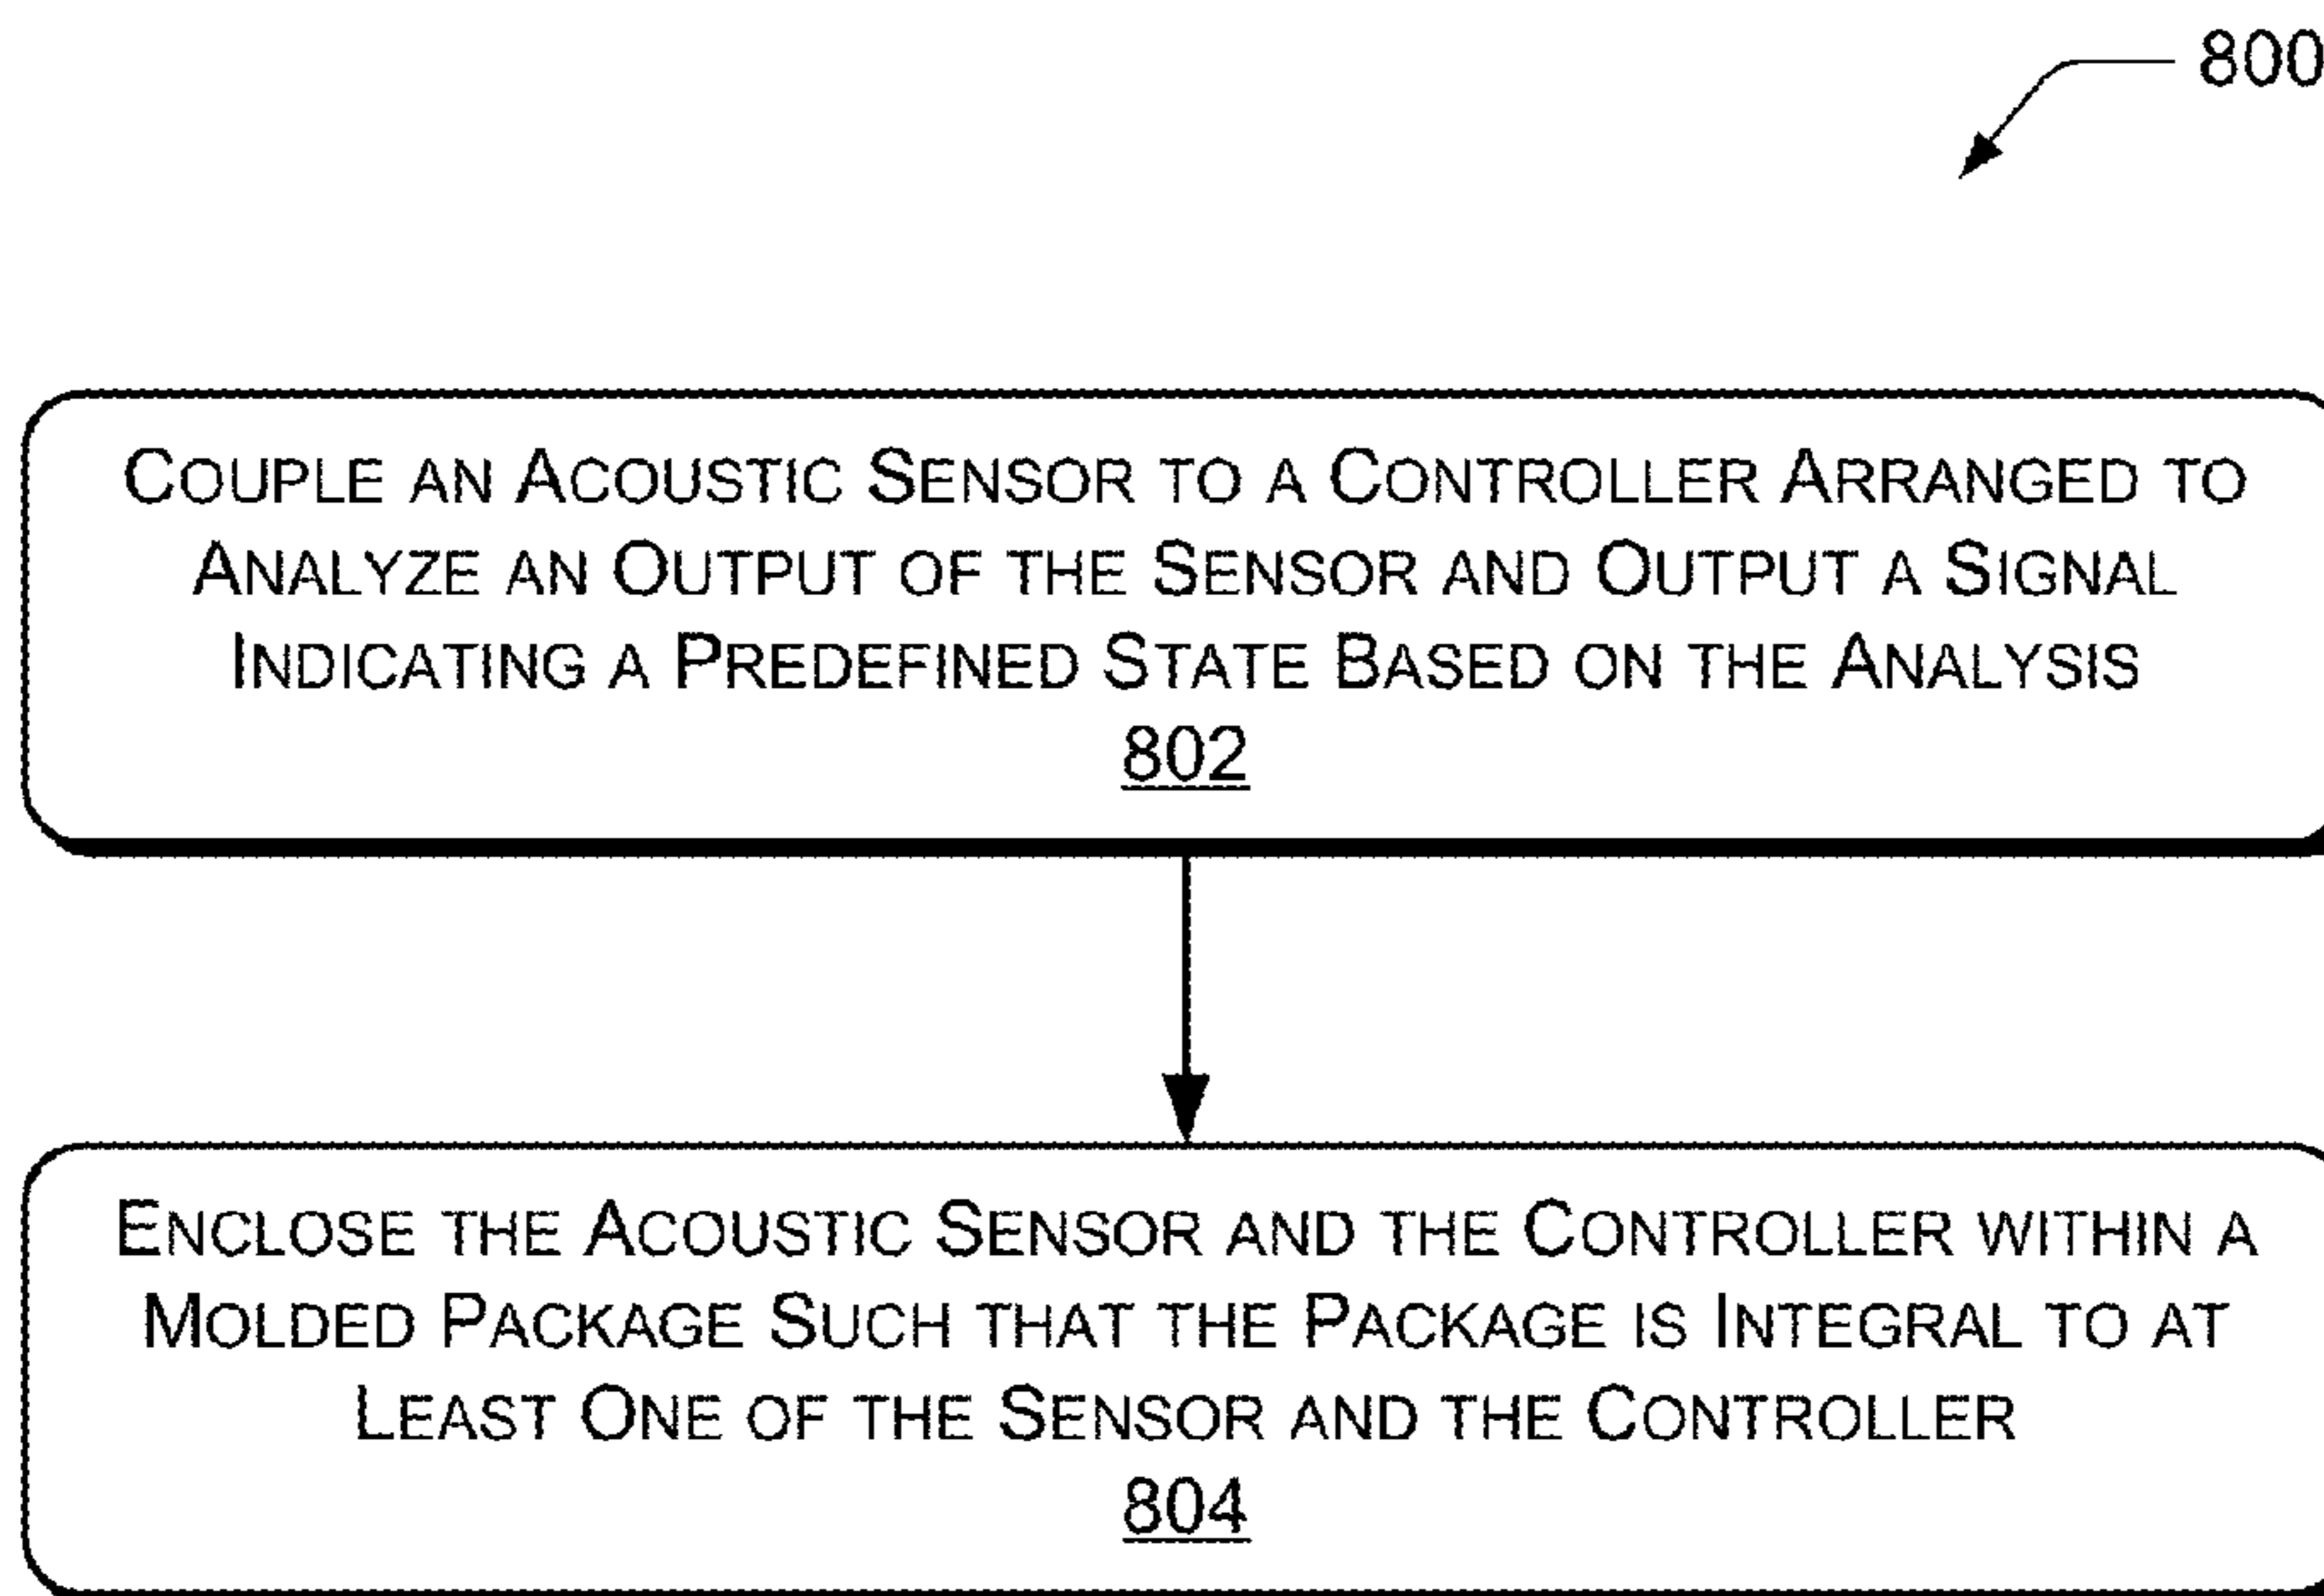 800
COUPLE AN ACOUSTIC SENSOR TO A CONTROLLER ARRANGED TO
ANALYZE AN OUTPUT OF THE SENSOR AND OUTPUT A SIGNAL
INDICATING A PREDEFINED STATE BASED ON THE ANALYSIS
802
ENCLOSE THE ACOUSTIC SENSOR AND THE CONTROLLER WITHIN A
MOLDED PACKAGE SUCH THAT THE PACKAGE IS INTEGRAL TO AT
LEAST ONE OF THE SENSOR AND THE CONTROLLER
804